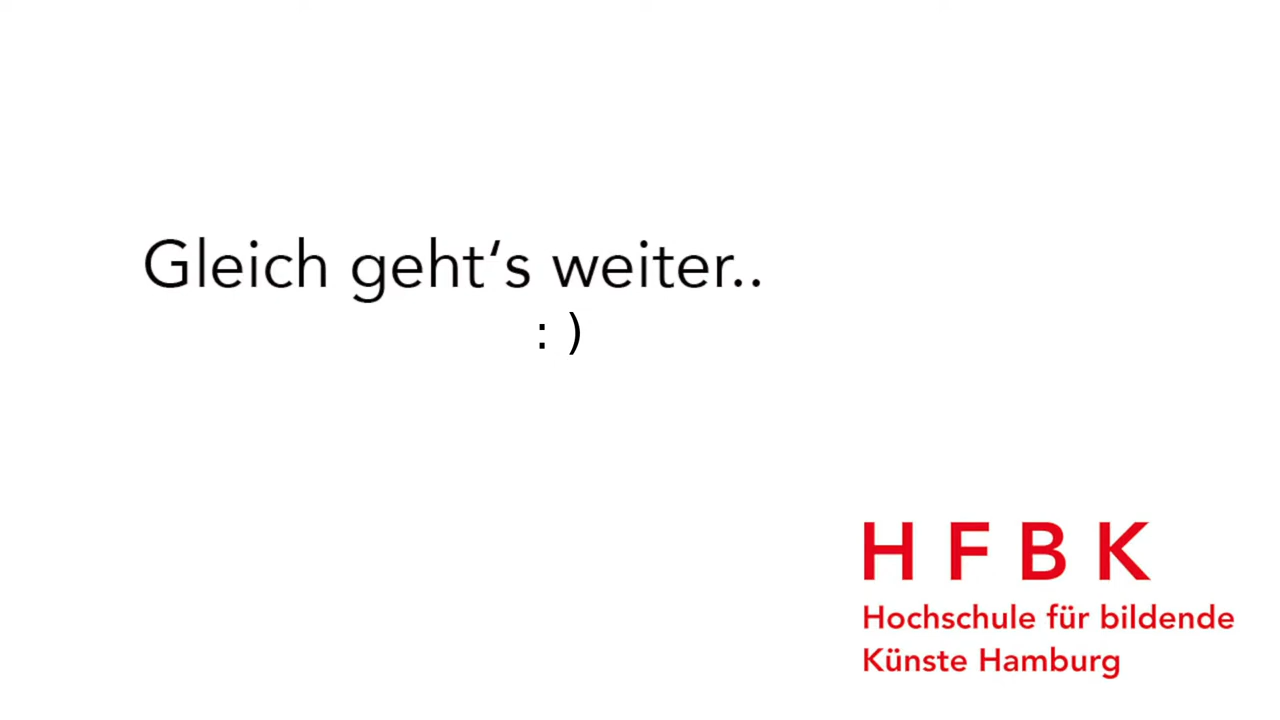 Gleich geht‘s weiter..
: )
H F B K
Hochschule für bildende
Künste Hamburg